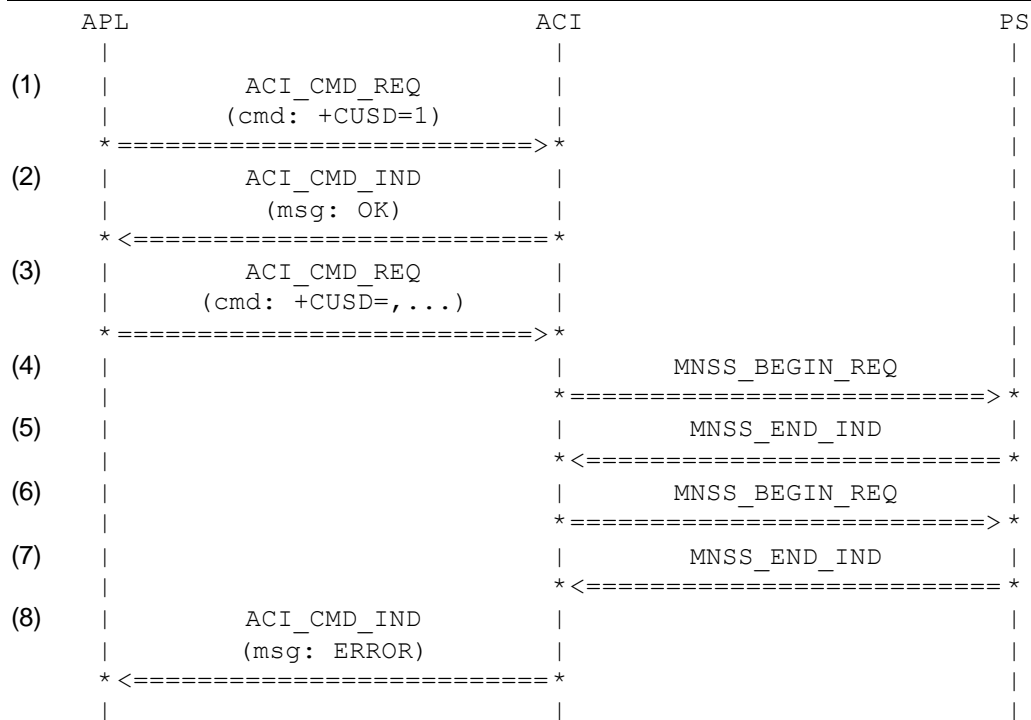 APL ACI PS
| | |
(1) | ACI_CMD_REQ | |
| (cmd: +CUSD=1) | |
* ==========================> * |
(2) | ACI_CMD_IND | |
| (msg: OK) | |
* <========================== * |
(3) | ACI_CMD_REQ | |
| (cmd: +CUSD=,...) | |
* ==========================> * |
(4) | | MNSS_BEGIN_REQ |
| * ==========================> *
(5) | | MNSS_END_IND |
| * <========================== *
(6) | | MNSS_BEGIN_REQ |
| * ==========================> *
(7) | | MNSS_END_IND |
| * <========================== *
(8) | ACI_CMD_IND | |
| (msg: ERROR) | |
* <========================== * |
| | |